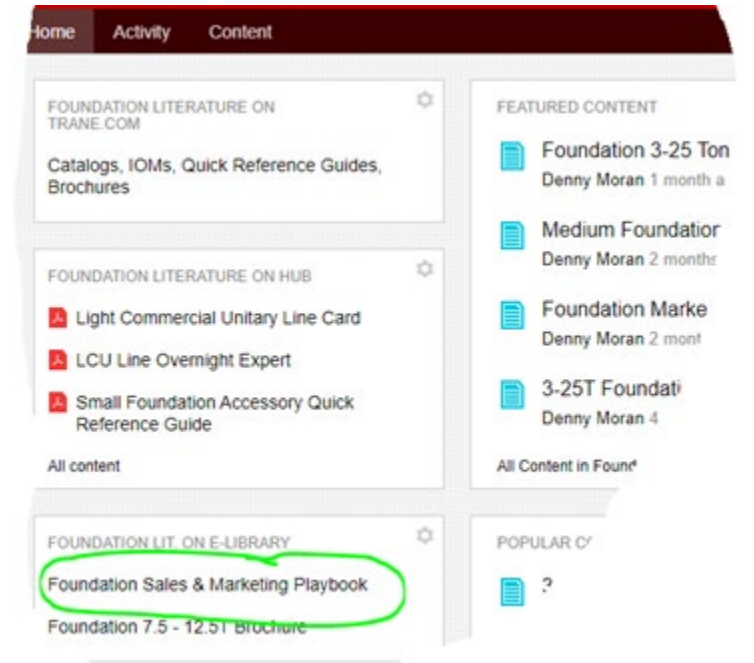 Home Activity Content
FOUNDATION LITERATURE ON
TRANE.COM
Catalogs, IOMs, Quick Reference Guides,
Brochures
FOUNDATION LITERATURE ON HUB
Light Commercial Unitary Line Card
LCU Line Overnight Expert
Small Foundation Accessory Quick
Reference Guide
All content
FOUNDATION LIT. ON E-LIBRARY
Foundation Sales & Marketing Playbook
Foundation 7.5 - 12.5T Brochure
FEATURED CONTENT
Foundation 3-25 Ton
Denny Moran 1 month
Medium Foundation
Denny Moran 2 months
Foundation
Denny Moran 2
3-25T
Denny Moran 4
All Content in
POPULAR